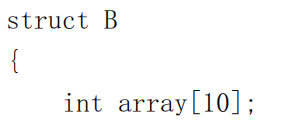 struct B
{
    int array[10];